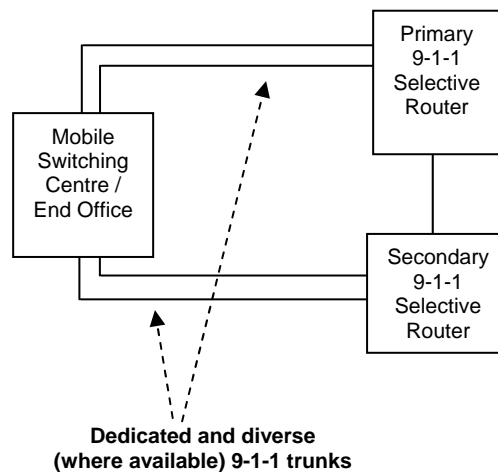 Primary
9-1-1
Selective
Router
Mobile
Switching
Centre /
End Office
Secondary
9-1-1
Selective
Router
Dedicated and diverse
(where available) 9-1-1 trunks